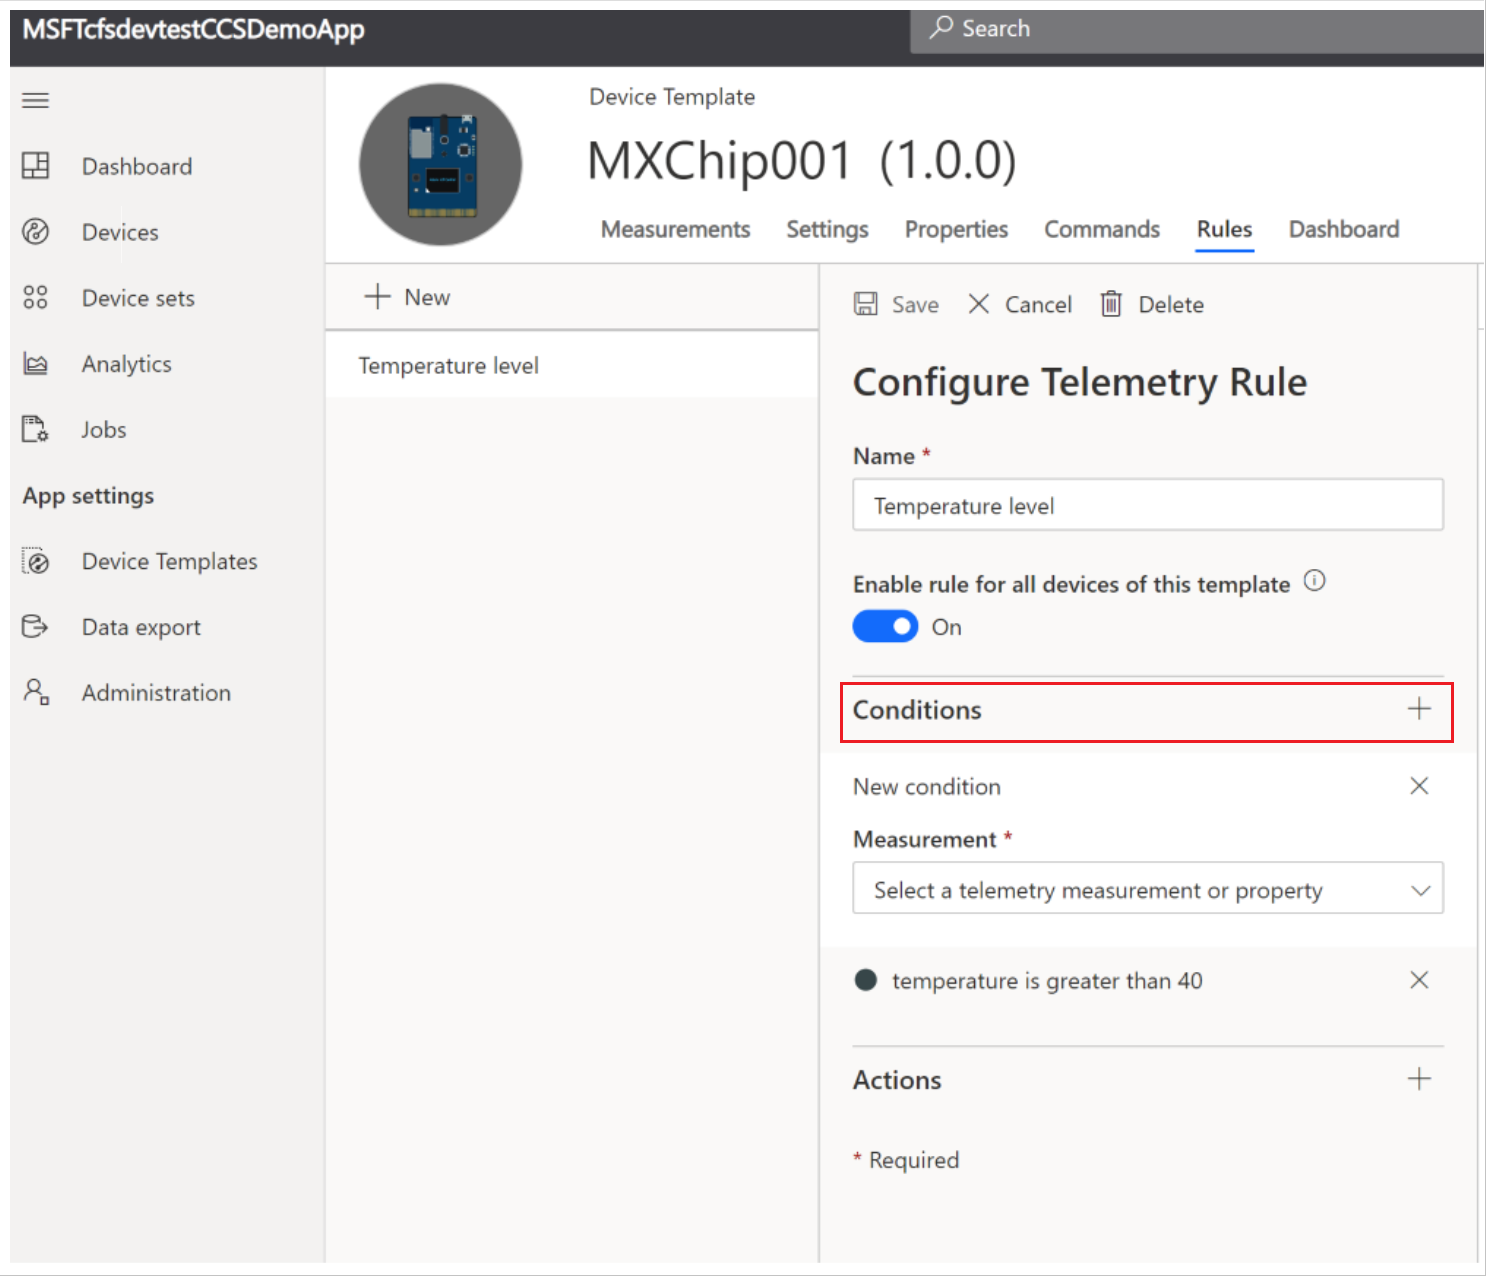 MSFTcfsdevtestCCSDemoApp
Search
Dashboard
Devices
Device sets
Analytics
Jobs
App settings
Device Templates
Data export
Administration
Device Template
MXChip001 (1.0.0)
Measurements Settings Properties Commands Rules Dashboard
New
Temperature level
Save Cancel Delete
Configure Telemetry Rule
Name *
Temperature level
Enable rule for all devices of this template
On
Conditions
New condition
Measurement *
Select a telemetry measurement or property
temperature is greater than 40
Actions
* Required